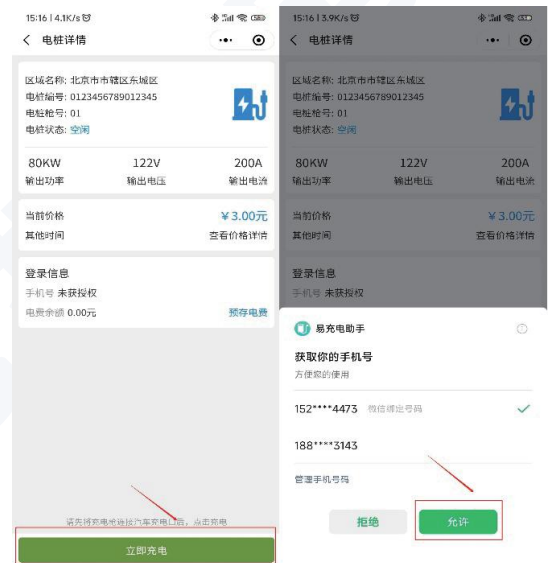 15:16 | 4.1K/s
电桩详情
区域名称: 北京市市辖区东城区
电桩编号: 0123456789012345
电桩枪号: 01
电桩状态: 空闲
80KW 122V 200A
输出功率 输出电压 输出电流
当前价格 ￥3.00元
其他时间 查看价格详情
登录信息
手机号 未获授权
电费余额 0.00元 预存电费
请先将充电枪连接汽车充电口后，点击充电
立即充电
15:16 | 3.9K/s
电桩详情
区域名称: 北京市市辖区东城区
电桩编号: 0123456789012345
电桩枪号: 01
电桩状态: 空闲
80KW 122V 200A
输出功率 输出电压 输出电流
当前价格 ￥3.00元
其他时间 查看价格详情
登录信息
手机号 未获授权
易充电助手
获取你的手机号
方便您的使用
152****4473 微信绑定号码
188****3143
管理手机号码
拒绝 允许